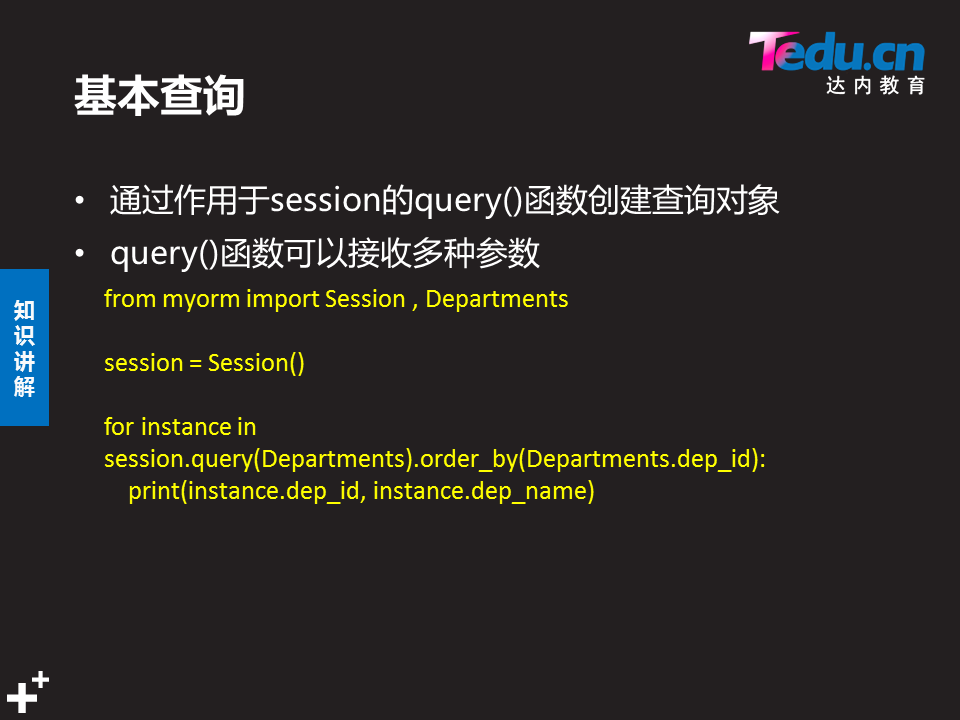 Tedu.cn
达内教育
基本查询
• 通过作用于session的query()函数创建查询对象
• query()函数可以接收多种参数
from myorm import Session , Departments
session = Session()
for instance in
session.query(Departments).order_by(Departments.dep_id):
    print(instance.dep_id, instance.dep_name)
知
识
讲
解